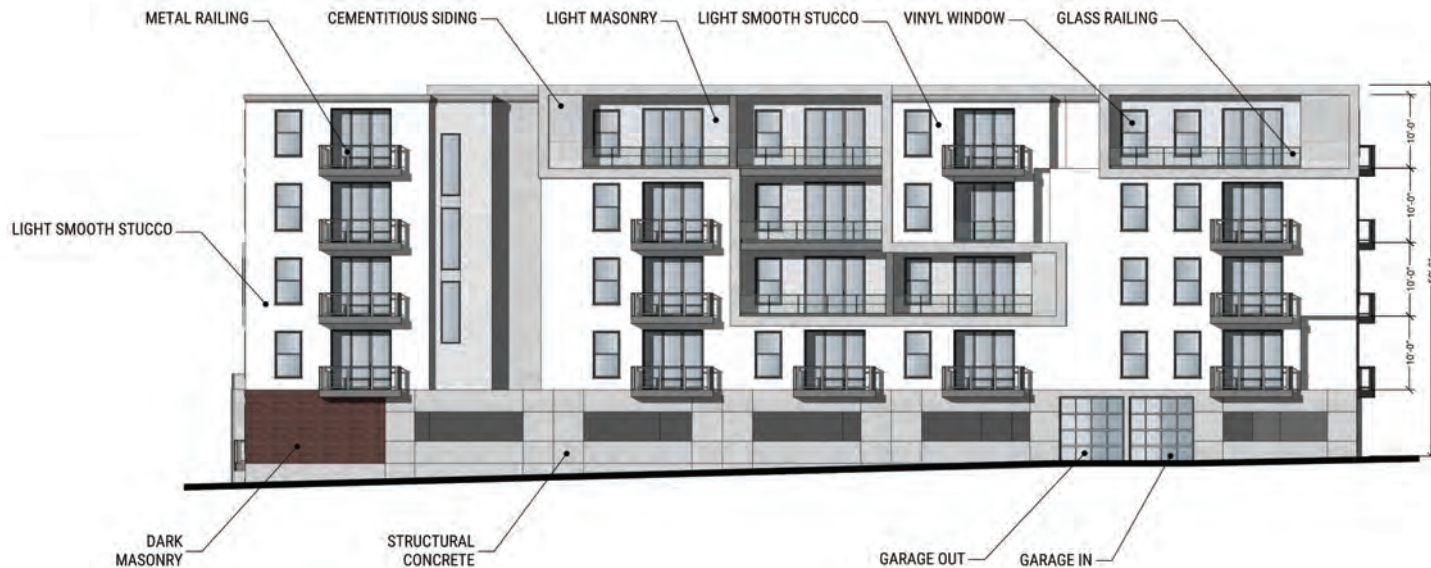 METAL RAILING
CEMENTITIOUS SIDING
LIGHT MASONRY
LIGHT SMOOTH STUCCO
VINYL WINDOW
GLASS RAILING
10'-0"
10'-0"
LIGHT SMOOTH STUCCO
10'-0"
10'-0"
DARK
MASONRY
STRUCTURAL
CONCRETE
GARAGE OUT
GARAGE IN